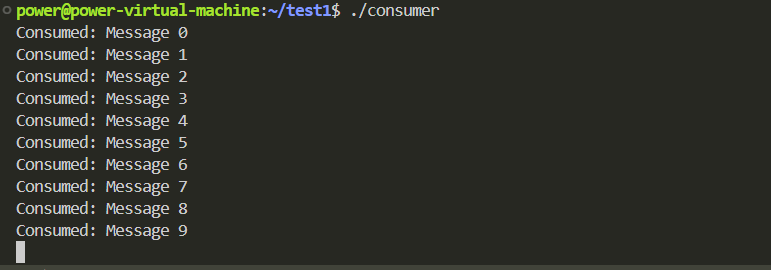 power@power-virtual-machine:~/test1$ ./consumer
Consumed: Message 0
Consumed: Message 1
Consumed: Message 2
Consumed: Message 3
Consumed: Message 4
Consumed: Message 5
Consumed: Message 6
Consumed: Message 7
Consumed: Message 8
Consumed: Message 9